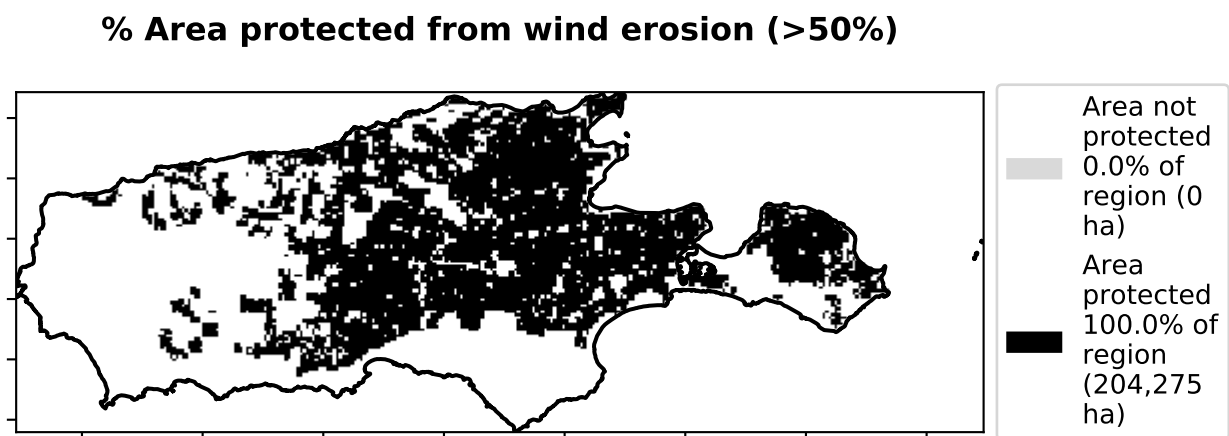 % Area protected from wind erosion (>50%)
Area not
protected
0.0% of
region (0
ha)
Area
protected
100.0% of
region
(204,275
ha)